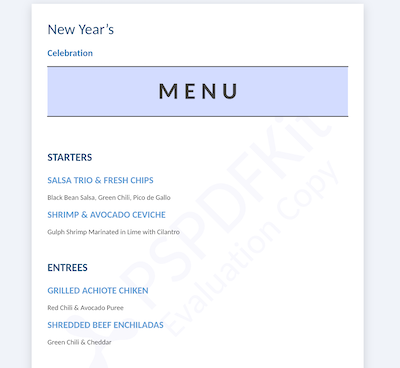 New Year's
Celebration
MENU
STARTERS
SALSA TRIO & FRESH CHIPS
Black Bean Salsa, Green Chili, Pico de Gallo
SHRIMP & AVOCADO CEVICHE
Gulph Shrimp Marinated in Lime with Cilantro
ENTREES
GRILLED ACHIOTE CHIKEN
Red Chili & Avocado Puree
SHREDDED BEEF ENCHILADAS
Green Chili & Cheddar
PSPDFKit
Evaluation Copy